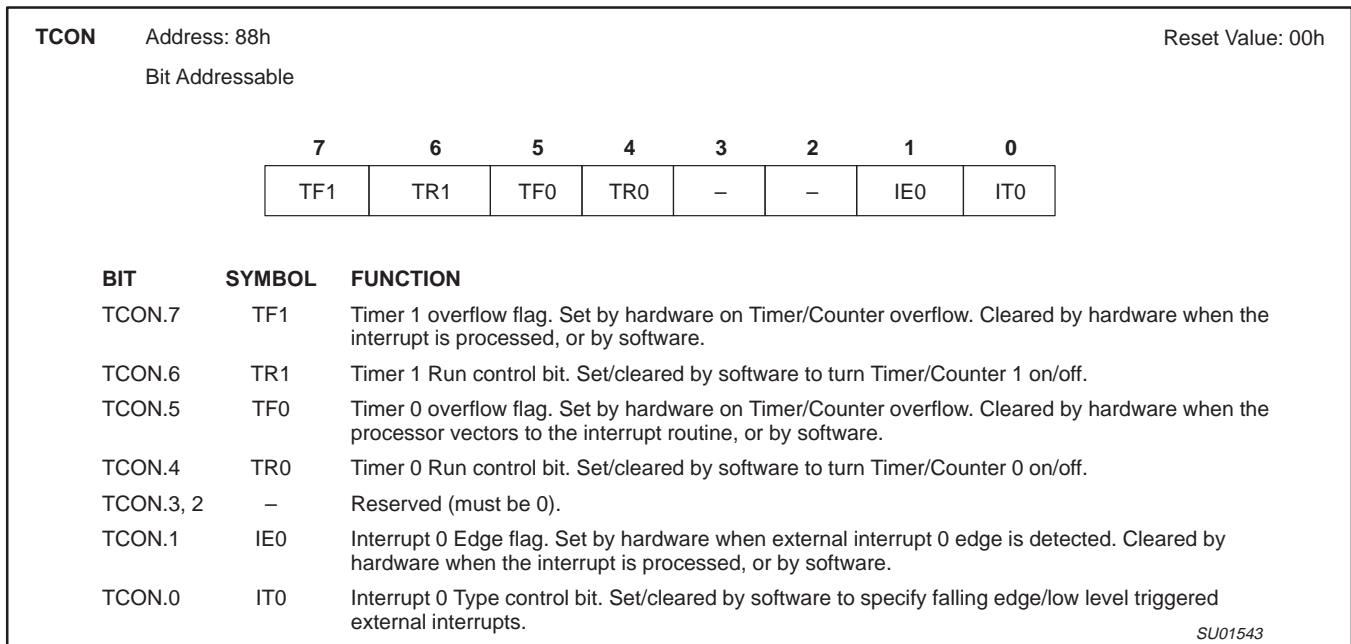 TCON Address: 88h Reset Value: 00h
Bit Addressable
7 6 5 4 3 2 1 0
TF1 TR1 TF0 TR0 – – IE0 IT0
BIT SYMBOL FUNCTION
TCON.7 TF1 Timer 1 overflow flag. Set by hardware on Timer/Counter overflow. Cleared by hardware when the
interrupt is processed, or by software.
TCON.6 TR1 Timer 1 Run control bit. Set/cleared by software to turn Timer/Counter 1 on/off.
TCON.5 TF0 Timer 0 overflow flag. Set by hardware on Timer/Counter overflow. Cleared by hardware when the
processor vectors to the interrupt routine, or by software.
TCON.4 TR0 Timer 0 Run control bit. Set/cleared by software to turn Timer/Counter 0 on/off.
TCON.3, 2 – Reserved (must be 0).
TCON.1 IE0 Interrupt 0 Edge flag. Set by hardware when external interrupt 0 edge is detected. Cleared by
hardware when the interrupt is processed, or by software.
TCON.0 IT0 Interrupt 0 Type control bit. Set/cleared by software to specify falling edge/low level triggered
external interrupts.
SU01543